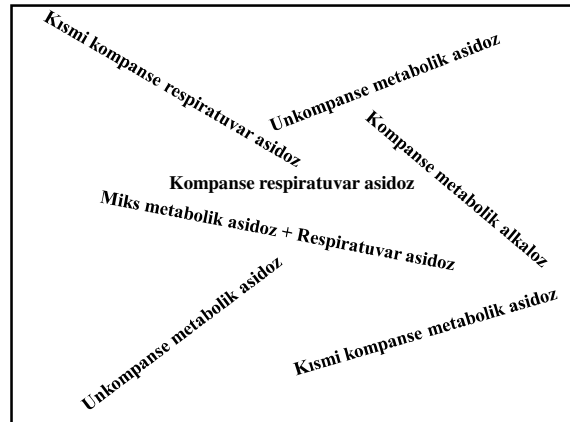 Kısmi kompanse respiratuvar asidoz
Unkompanse metabolik asidoz
Kompanse metabolik alkaloz
Kompanse respiratuvar asidoz
Miks metabolik asidoz + Respiratuvar asidoz
Unkompanse metabolik asidoz
Kısmi kompanse metabolik asidoz